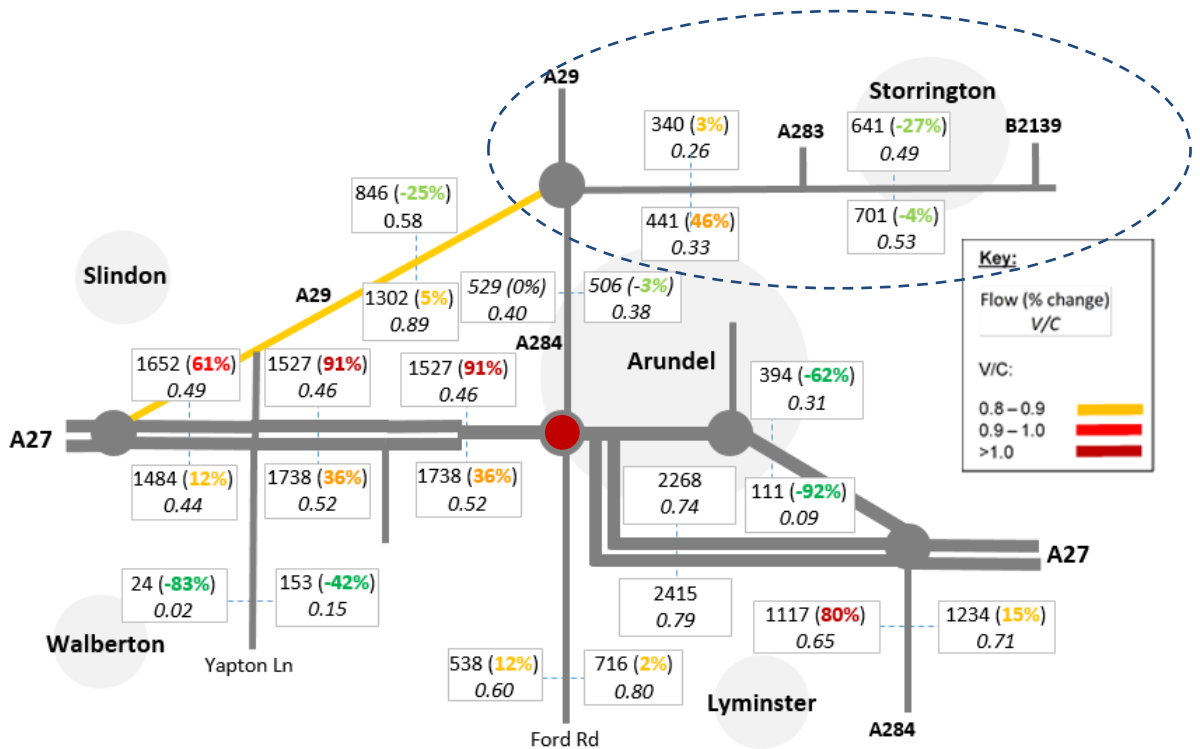 A29
Storrington
340 (3%)
0.26
A283
641 (-27%)
0.49
B2139
846 (-25%)
0.58
441 (46%)
0.33
701 (-4%)
0.53
Slindon
A29
1302 (5%)
0.89
529 (0%)
0.40
506 (-3%)
0.38
Key:
Flow (% change)
V/C
V/C:
0.8 – 0.9
0.9 – 1.0
>1.0
A284
Arundel
1652 (61%)
0.49
1527 (91%)
0.46
1527 (91%)
0.46
394 (-62%)
0.31
A27
1484 (12%)
0.44
1738 (36%)
0.52
1738 (36%)
0.52
2268
0.74
111 (-92%)
0.09
A27
24 (-83%)
0.02
153 (-42%)
0.15
2415
0.79
1117 (80%)
0.65
1234 (15%)
0.71
Walberton
Yapton Ln
538 (12%)
0.60
716 (2%)
0.80
Lyminster
A284
Ford Rd